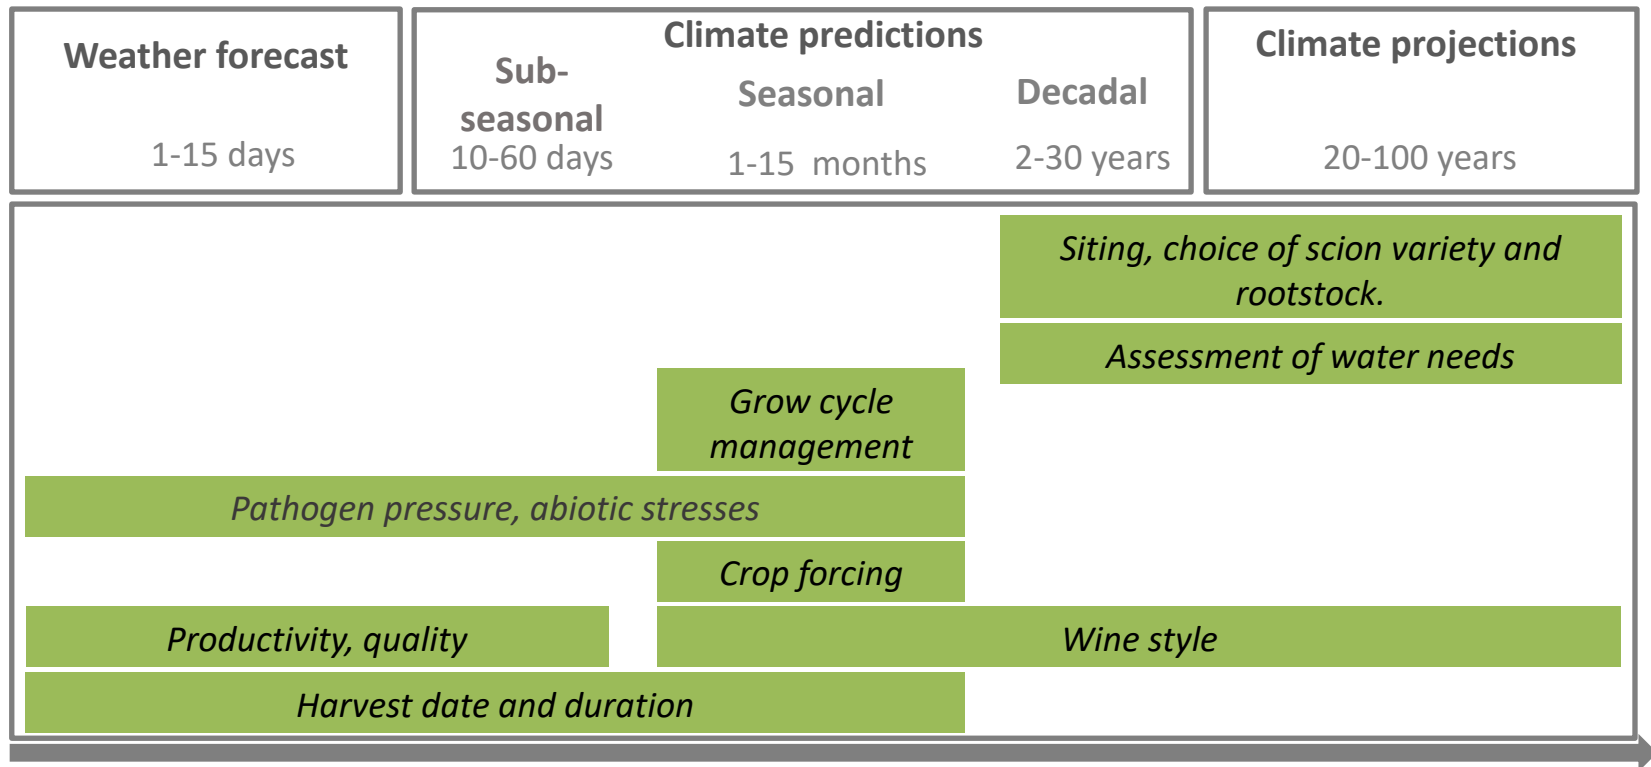 Weather forecast
1-15 days
Climate predictions
Sub-
seasonal
10-60 days
Seasonal
1-15 months
Decadal
2-30 years
Climate projections
20-100 years
Siting, choice of scion variety and
rootstock.
Assessment of water needs
Grow cycle
management
Pathogen pressure, abiotic stresses
Crop forcing
Productivity, quality
Wine style
Harvest date and duration